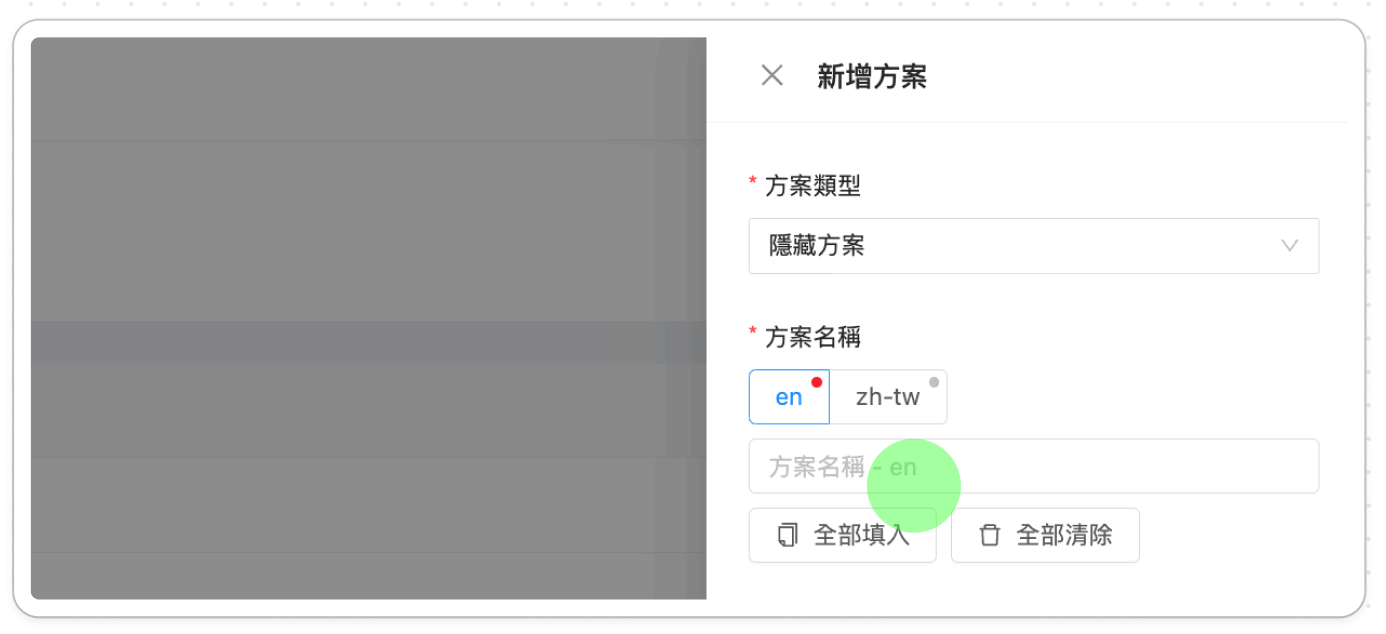 新增方案
* 方案類型
隱藏方案
* 方案名稱
en zh-tw
方案名稱 - en
全部填入 全部清除